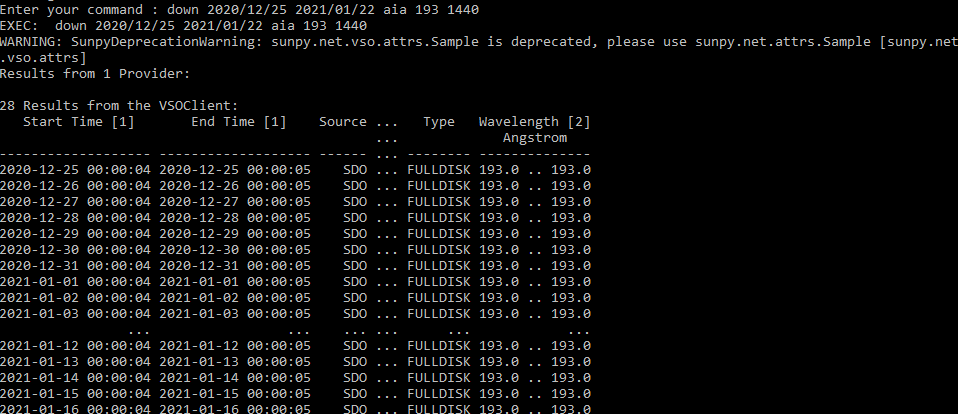 Enter your command : down 2020/12/25 2021/01/22 aia 193 1440
EXEC:  down 2020/12/25 2021/01/22 aia 193 1440
WARNING: SunpyDeprecationWarning: sunpy.net.vso.attrs.Sample is deprecated, please use sunpy.net.attrs.Sample [sunpy.net
.vso.attrs]
Results from 1 Provider:
28 Results from the VSOClient:
   Start Time [1]       End Time [1]    Source ...   Type   Wavelength [2]
                                               ...             Angstrom
------------------- ------------------- ------ ... -------- --------------
2020-12-25 00:00:04 2020-12-25 00:00:05    SDO ... FULLDISK 193.0 .. 193.0
2020-12-26 00:00:04 2020-12-26 00:00:05    SDO ... FULLDISK 193.0 .. 193.0
2020-12-27 00:00:04 2020-12-27 00:00:05    SDO ... FULLDISK 193.0 .. 193.0
2020-12-28 00:00:04 2020-12-28 00:00:05    SDO ... FULLDISK 193.0 .. 193.0
2020-12-29 00:00:04 2020-12-29 00:00:05    SDO ... FULLDISK 193.0 .. 193.0
2020-12-30 00:00:04 2020-12-30 00:00:05    SDO ... FULLDISK 193.0 .. 193.0
2020-12-31 00:00:04 2020-12-31 00:00:05    SDO ... FULLDISK 193.0 .. 193.0
2021-01-01 00:00:04 2021-01-01 00:00:05    SDO ... FULLDISK 193.0 .. 193.0
2021-01-02 00:00:04 2021-01-02 00:00:05    SDO ... FULLDISK 193.0 .. 193.0
2021-01-03 00:00:04 2021-01-03 00:00:05    SDO ... FULLDISK 193.0 .. 193.0
                ...                 ...    ... ...      ...            ...
2021-01-12 00:00:04 2021-01-12 00:00:05    SDO ... FULLDISK 193.0 .. 193.0
2021-01-13 00:00:04 2021-01-13 00:00:05    SDO ... FULLDISK 193.0 .. 193.0
2021-01-14 00:00:04 2021-01-14 00:00:05    SDO ... FULLDISK 193.0 .. 193.0
2021-01-15 00:00:04 2021-01-15 00:00:05    SDO ... FULLDISK 193.0 .. 193.0
2021-01-16 00:00:04 2021-01-16 00:00:05    SDO ... FULLDISK 193.0 .. 193.0